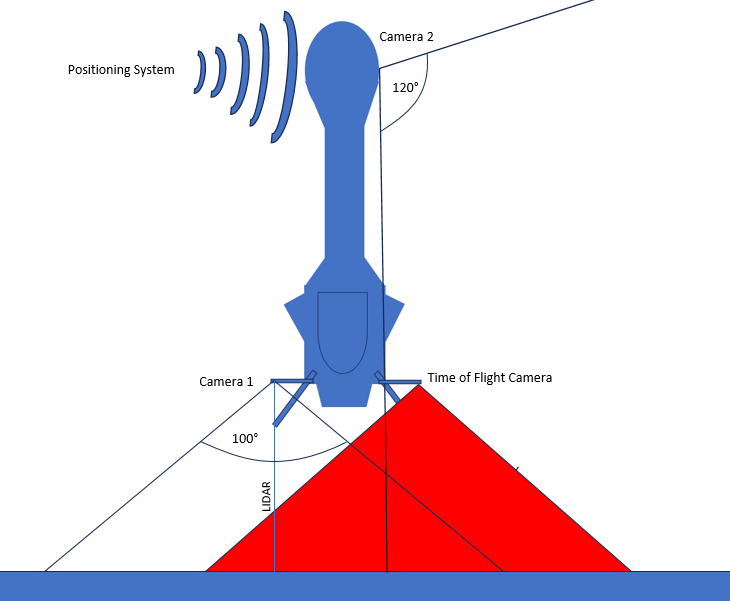 Camera 2
Positioning System
120°
Camera 1
Time of Flight Camera
100°
LIDAR